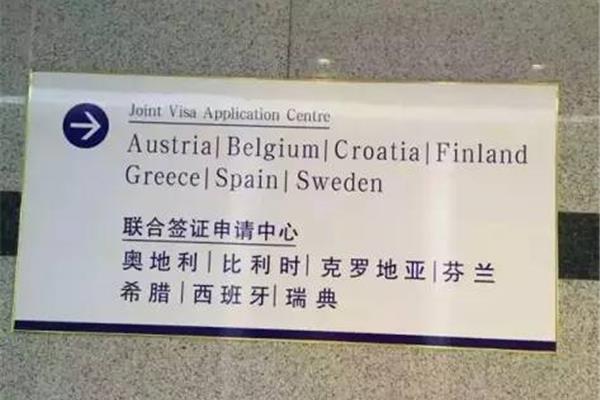 Joint Visa Application Centre
Austria|Belgium|Croatia|Finland
Greece|Spain|Sweden
联合签证申请中心
奥地利|比利时|克罗地亚|芬兰
希腊|西班牙|瑞典